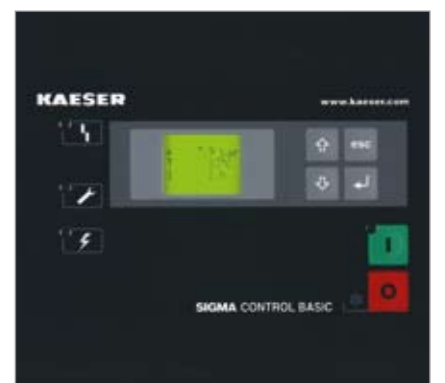 KAESER
www.kaeser.com
esc
I
O
SIGMA CONTROL BASIC